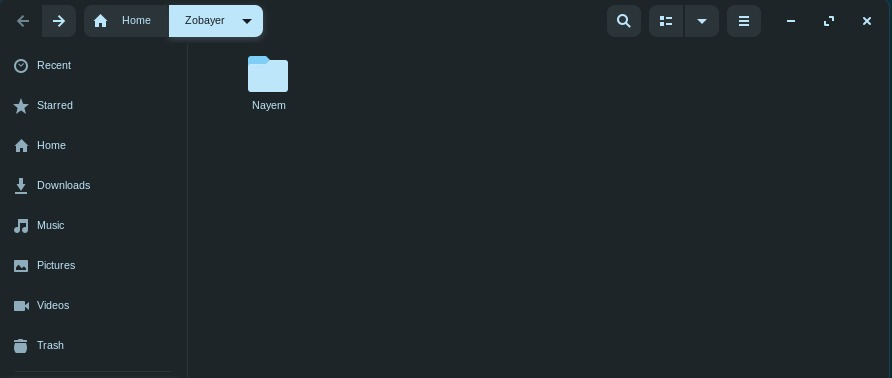 Home
Zobayer
Recent
Starred
Home
Downloads
Music
Pictures
Videos
Trash
Nayem